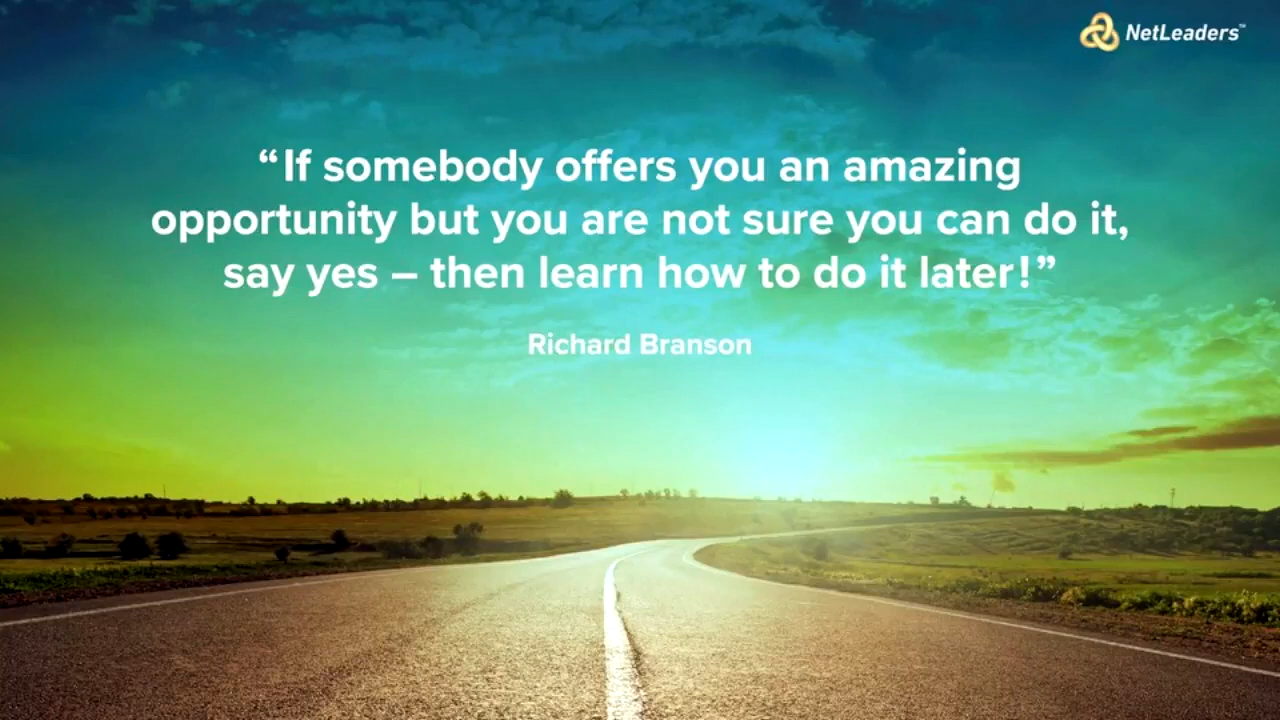 NetLeaders™
“If somebody offers you an amazing
opportunity but you are not sure you can do it,
say yes – then learn how to do it later!”
Richard Branson